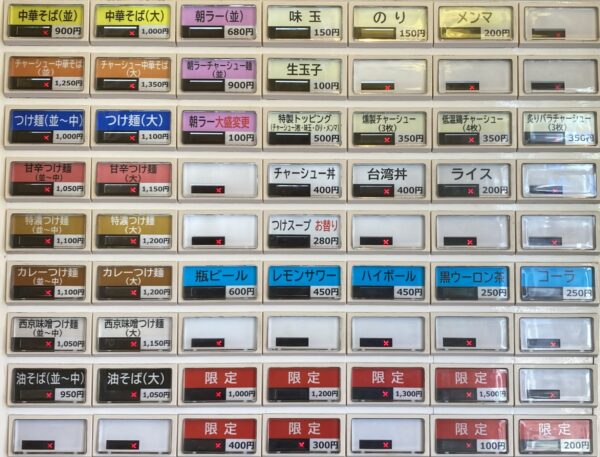 中華そば(並) 900円
中華そば(大) 1,000円
朝ラー(並) 680円
味玉 150円
のり 150円
メンマ 200円
チャーシュー中華そば (並) 1,250円
チャーシュー中華そば (大) 1,350円
朝ラーチャーシュー麺 (並) 900円
生玉子 100円
つけ麺(並~中) 1,000円
つけ麺(大) 1,100円
朝ラー大盛変更 100円
特製トッピング (チャーシュー2枚・味玉・のり・メンマ) 500円
燻製チャーシュー (3枚) 350円
低温鶏チャーシュー (4枚) 350円
炙りバラチャーシュー (3枚) 350円
甘辛つけ麺 (並~中) 1,050円
甘辛つけ麺 (大) 1,150円
チャーシュー丼 400円
台湾丼 400円
ライス 200円
特濃つけ麺 (並~中) 1,100円
特濃つけ麺 (大) 1,200円
つけスープ お替り 280円
カレーつけ麺 (並~中) 1,100円
カレーつけ麺 (大) 1,200円
瓶ビール 600円
レモンサワー 450円
ハイボール 450円
黒ウーロン茶 250円
コーラ 250円
西京味噌つけ麺 (並~中) 1,050円
西京味噌つけ麺 (大) 1,150円
油そば(並~中) 950円
油そば(大) 1,050円
限定 1,000円
限定 1,200円
限定 1,300円
限定 1,500円
限定 400円
限定 300円
限定 100円
限定 200円